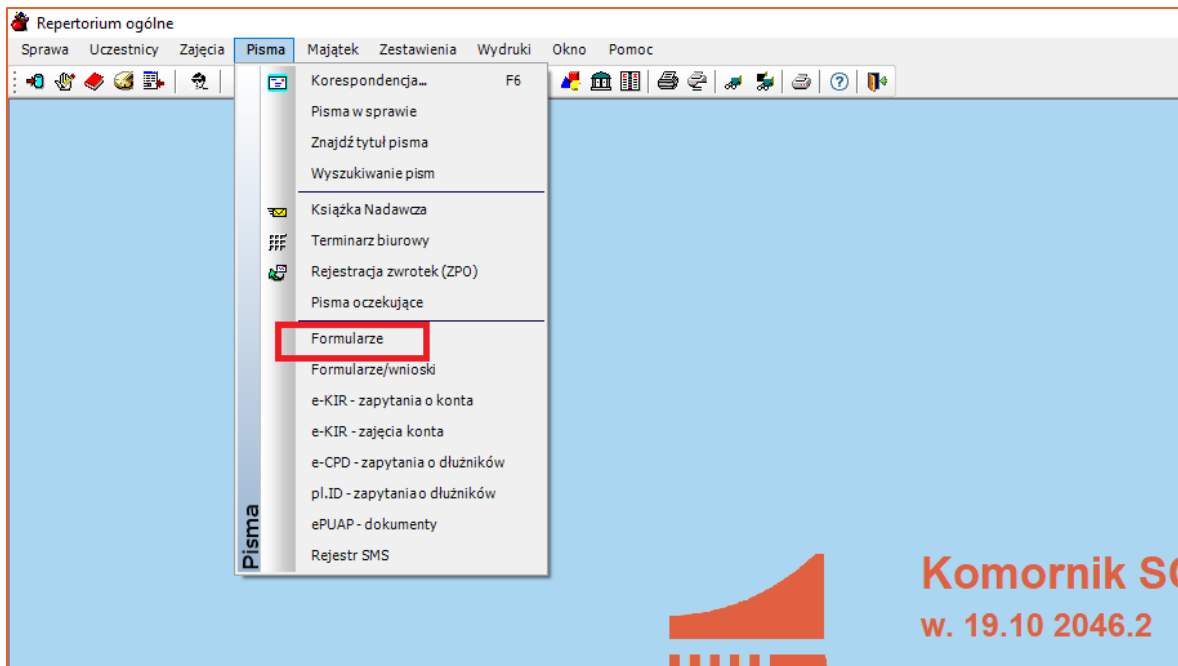 Repertorium ogólne
Sprawa Uczestnicy Zajęcia Pisma Majątek Zestawienia Wydruki Okno Pomoc
Korespondencja... F6
Pisma w sprawie
Znajdź tytuł pisma
Wyszukiwanie pism
Książka Nadawcza
Terminarz biurowy
Rejestracja zwrotek (ZPO)
Pisma oczekujące
Formularze
Formularze/wnioski
e-KIR - zapytania o konta
e-KIR - zajęcia konta
e-CPD - zapytania o dłużników
pl.ID - zapytania o dłużników
ePUAP - dokumenty
Rejestr SMS
Pisma
Komornik SQ
w. 19.10 2046.2